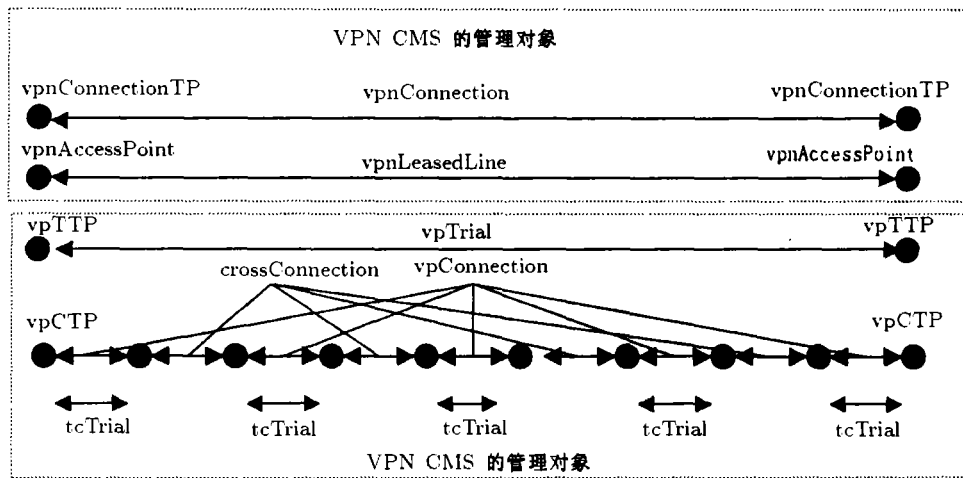 VPN CMS 的管理对象
vpnConnectionTP vpnConnection vpnConnectionTP
vpnAccessPoint vpnLeasedLine vpnAccessPoint
vpTTP vpTrial vpTTP
crossConnection vpConnection
vpCTP vpCTP
tcTrial tcTrial tcTrial tcTrial tcTrial
VPN CMS 的管理对象